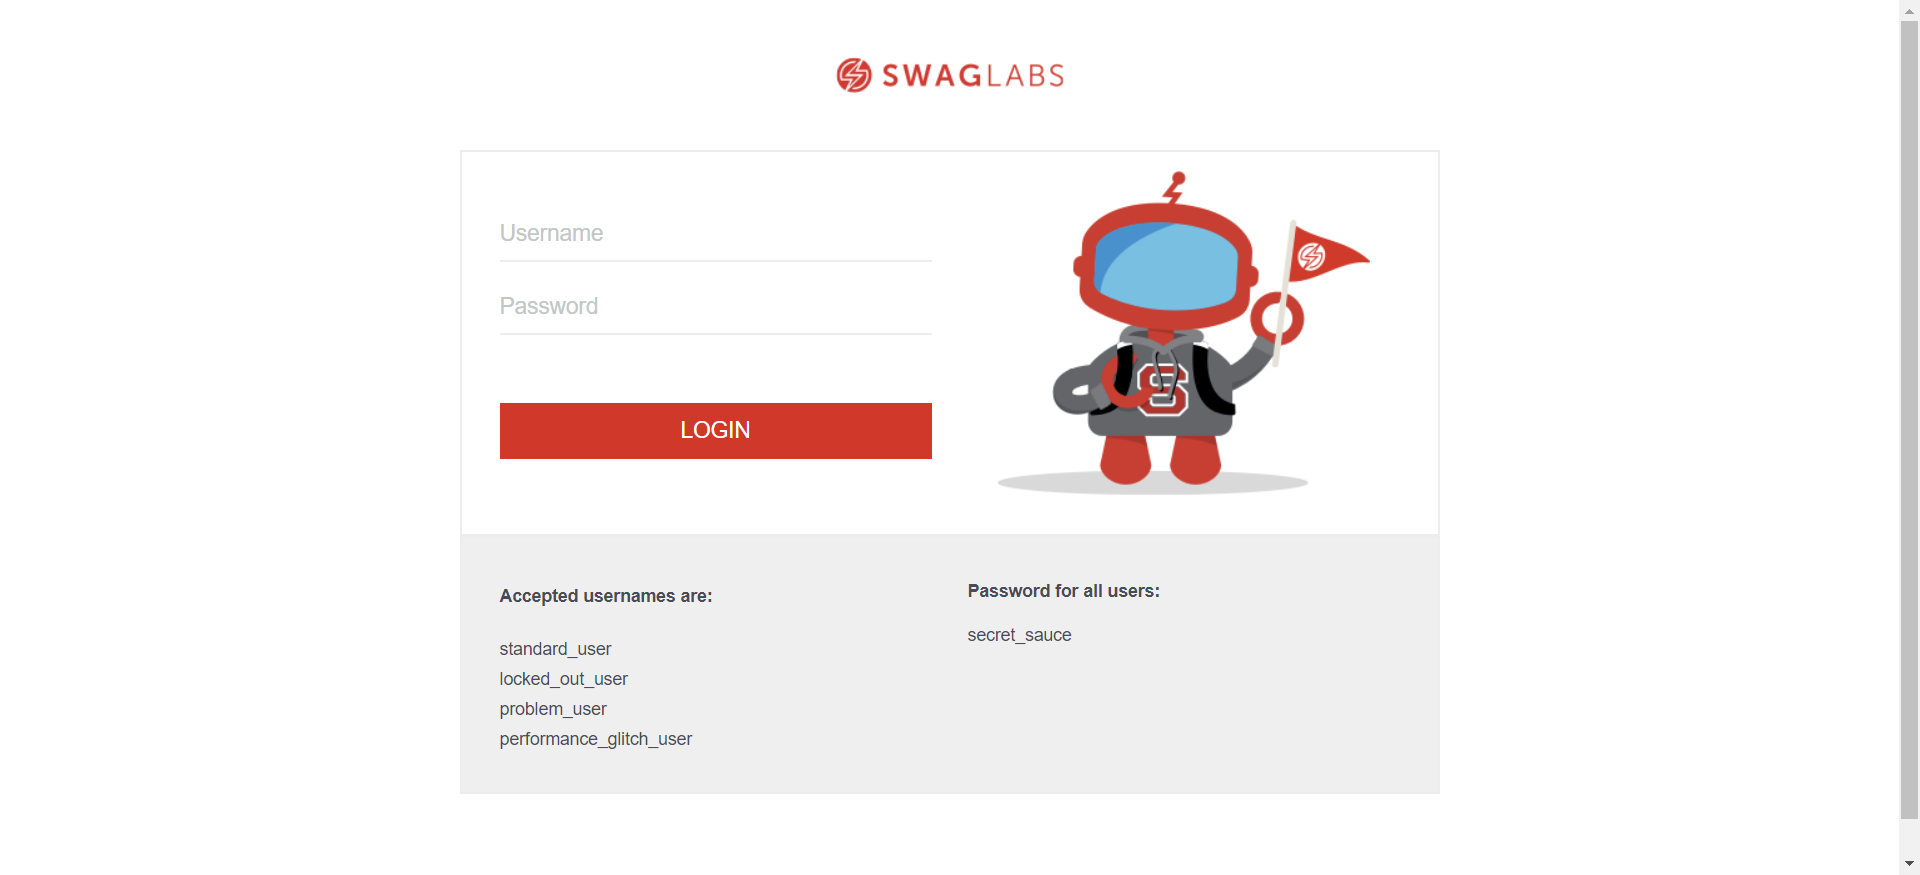 SWAGLABS
Username
Password
LOGIN
S
Accepted usernames are:
standard_user
locked_out_user
problem_user
performance_glitch_user
Password for all users:
secret_sauce